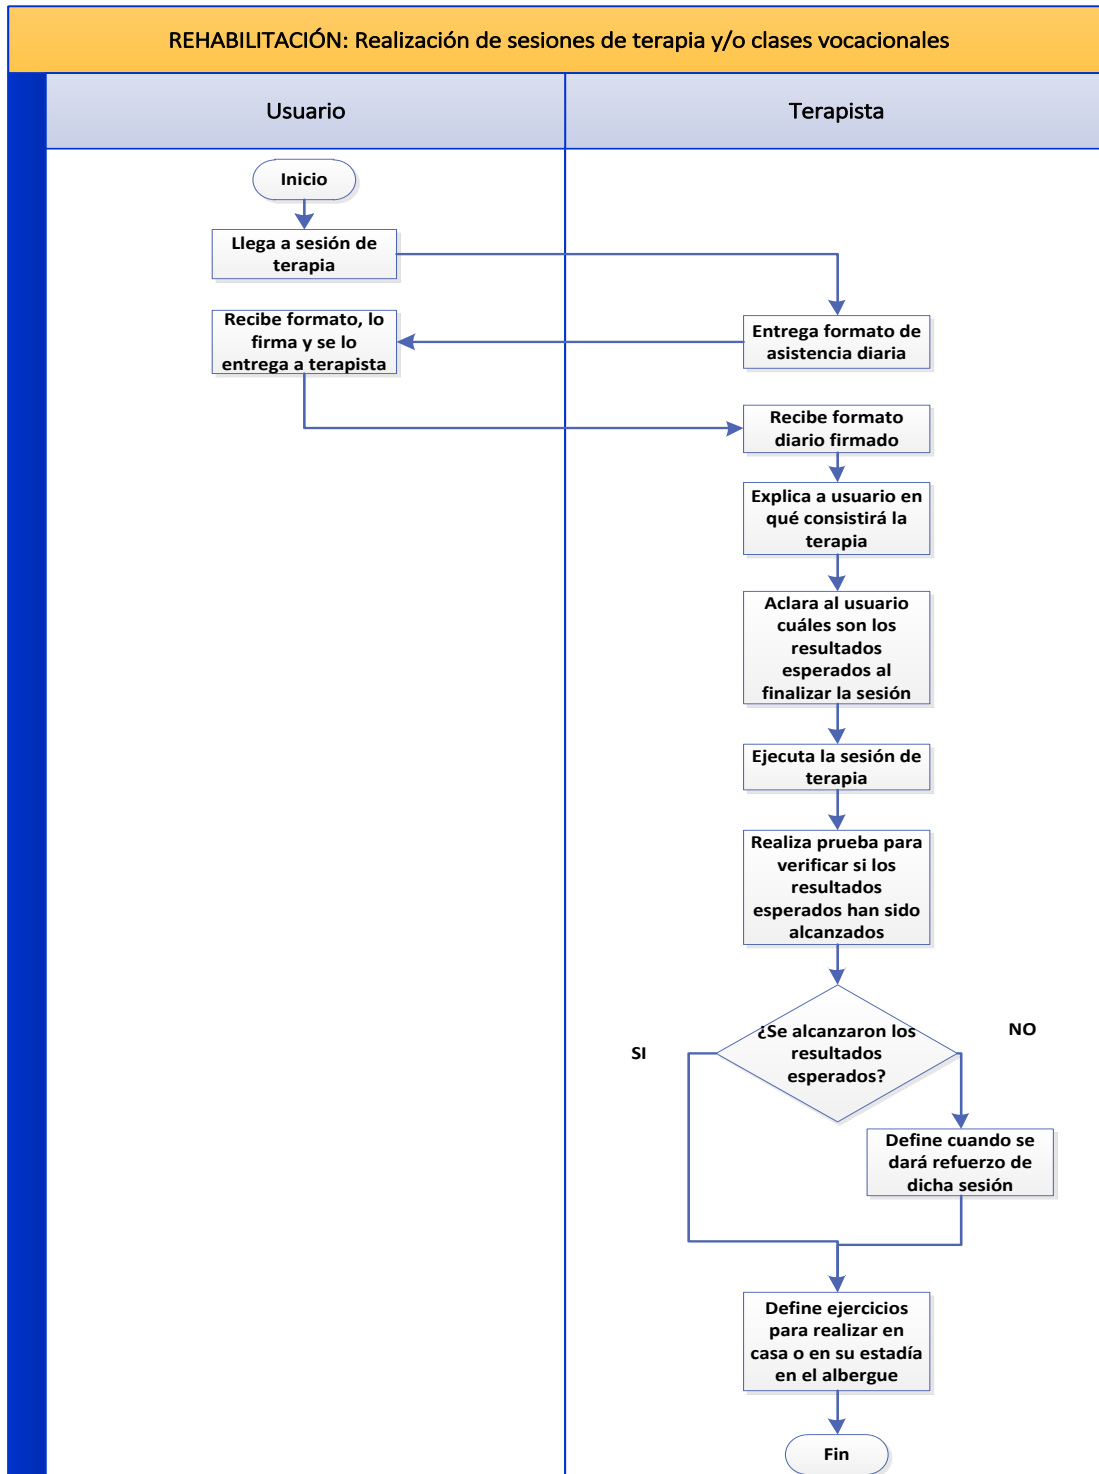 REHABILITACIÓN: Realización de sesiones de terapia y/o clases vocacionales
Usuario
Terapista
Inicio
Llega a sesión de
terapia
Entrega formato de
asistencia diaria
Recibe formato, lo
firma y se lo
entrega a terapista
Recibe formato
diario firmado
Explica a usuario en
qué consistirá la
terapia
Aclara al usuario
cuáles son los
resultados
esperados al
finalizar la sesión
Ejecuta la sesión de
terapia
Realiza prueba para
verificar si los
resultados
esperados han sido
alcanzados
¿Se alcanzaron los
resultados
esperados?
SI
NO
Define cuando se
dará refuerzo de
dicha sesión
Define ejercicios
para realizar en
casa o en su estadía
en el albergue
Fin